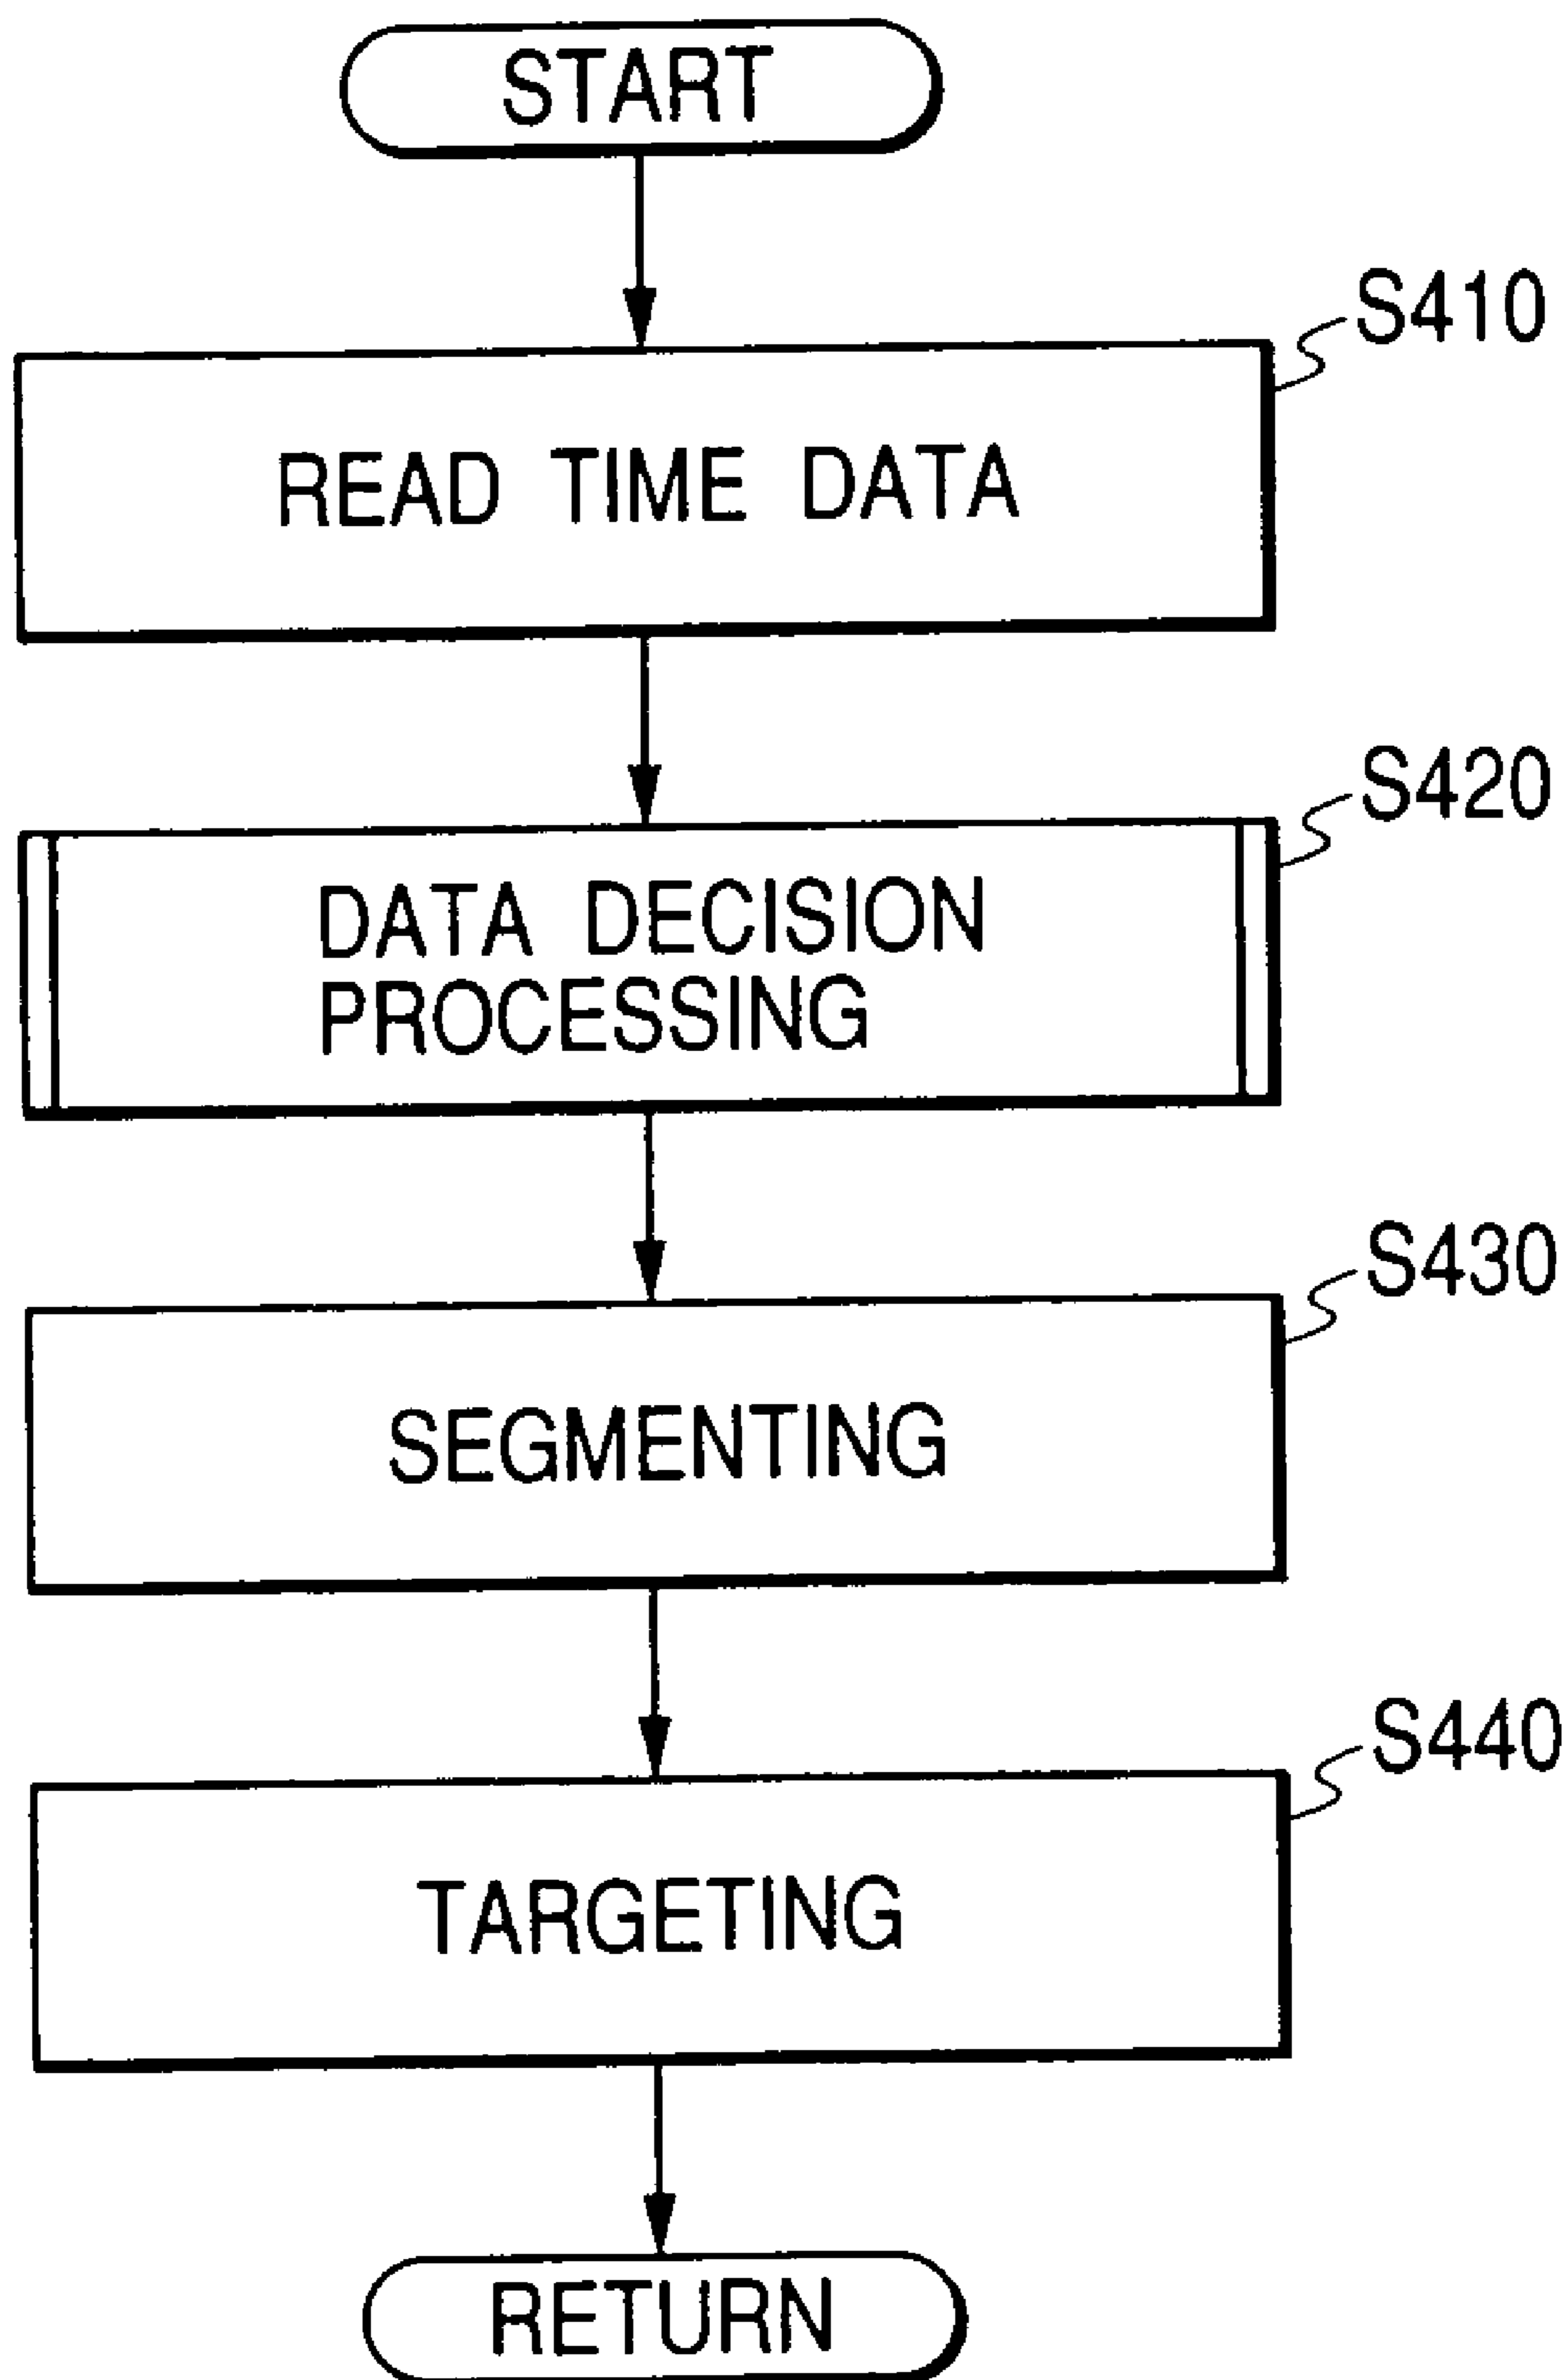 START
S410
READ TIME DATA
S420
DATA DECISION
PROCESSING
S430
SEGMENTING
S440
TARGETING
RETURN